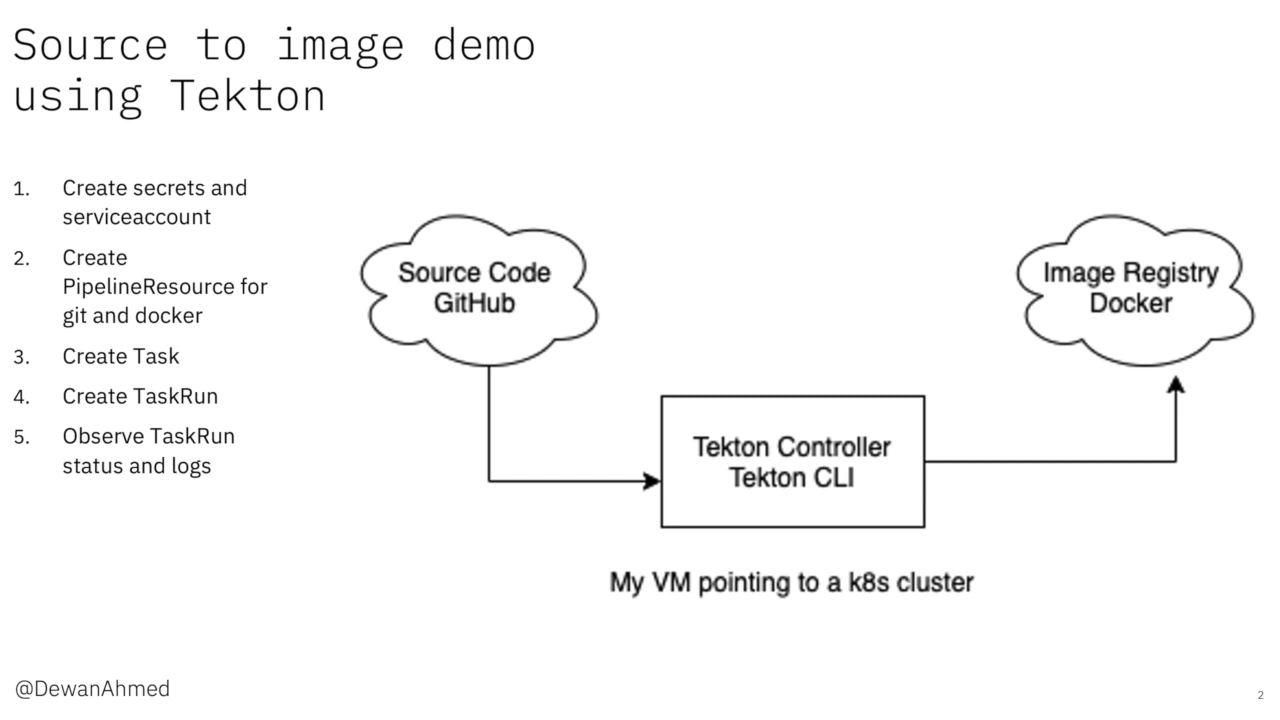 Source to image demo
using Tekton
1. Create secrets and
serviceaccount
2. Create
PipelineResource for
git and docker
3. Create Task
4. Create TaskRun
5. Observe TaskRun
status and logs
Source Code
GitHub
Image Registry
Docker
Tekton Controller
Tekton CLI
My VM pointing to a k8s cluster
@DewanAhmed
2